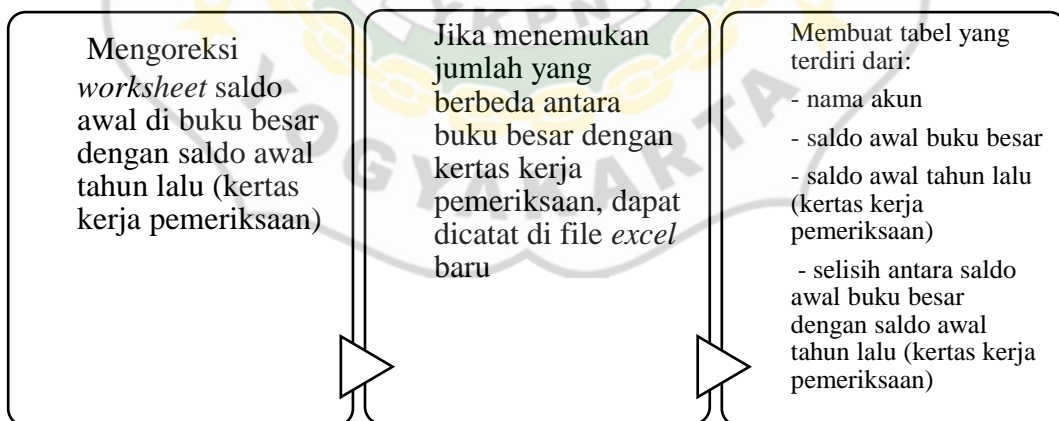 YKPN
YOGYAKARTA
Mengoreksi
worksheet saldo
awal di buku besar
dengan saldo awal
tahun lalu (kertas
kerja pemeriksaan)
Jika menemukan
jumlah yang
berbeda antara
buku besar dengan
kertas kerja
pemeriksaan, dapat
dicatat di file excel
baru
Membuat tabel yang
terdiri dari:
- nama akun
- saldo awal buku besar
- saldo awal tahun lalu
(kertas kerja
pemeriksaan)
- selisih antara saldo
awal buku besar
dengan saldo awal
tahun lalu (kertas kerja
pemeriksaan)